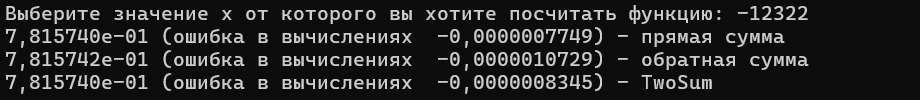 Выберите значение x от которого вы хотите посчитать функцию: -12322
7,815740e-01 (ошибка в вычислениях  -0,0000007749) - прямая сумма
7,815742e-01 (ошибка в вычислениях  -0,0000010729) - обратная сумма
7,815740e-01 (ошибка в вычислениях  -0,0000008345) - TwoSum